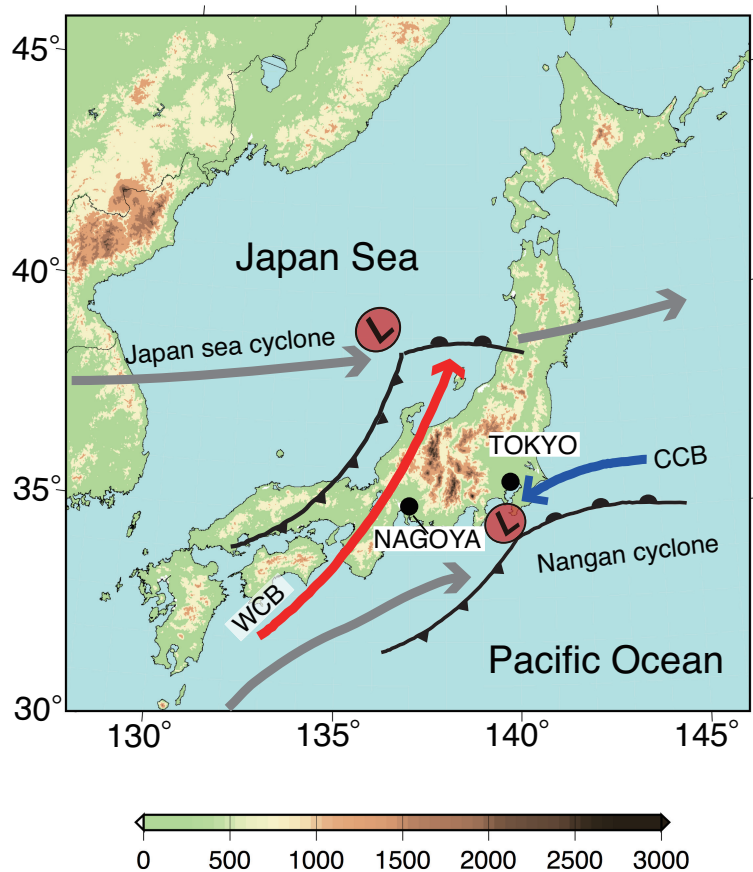 45°
40°
35°
30°
Japan Sea
L
Japan sea cyclone
TOKYO
CCB
NAGOYA
L
Nangan cyclone
WCB
Pacific Ocean
130°
135°
140°
145°
0
500
1000
1500
2000
2500
3000